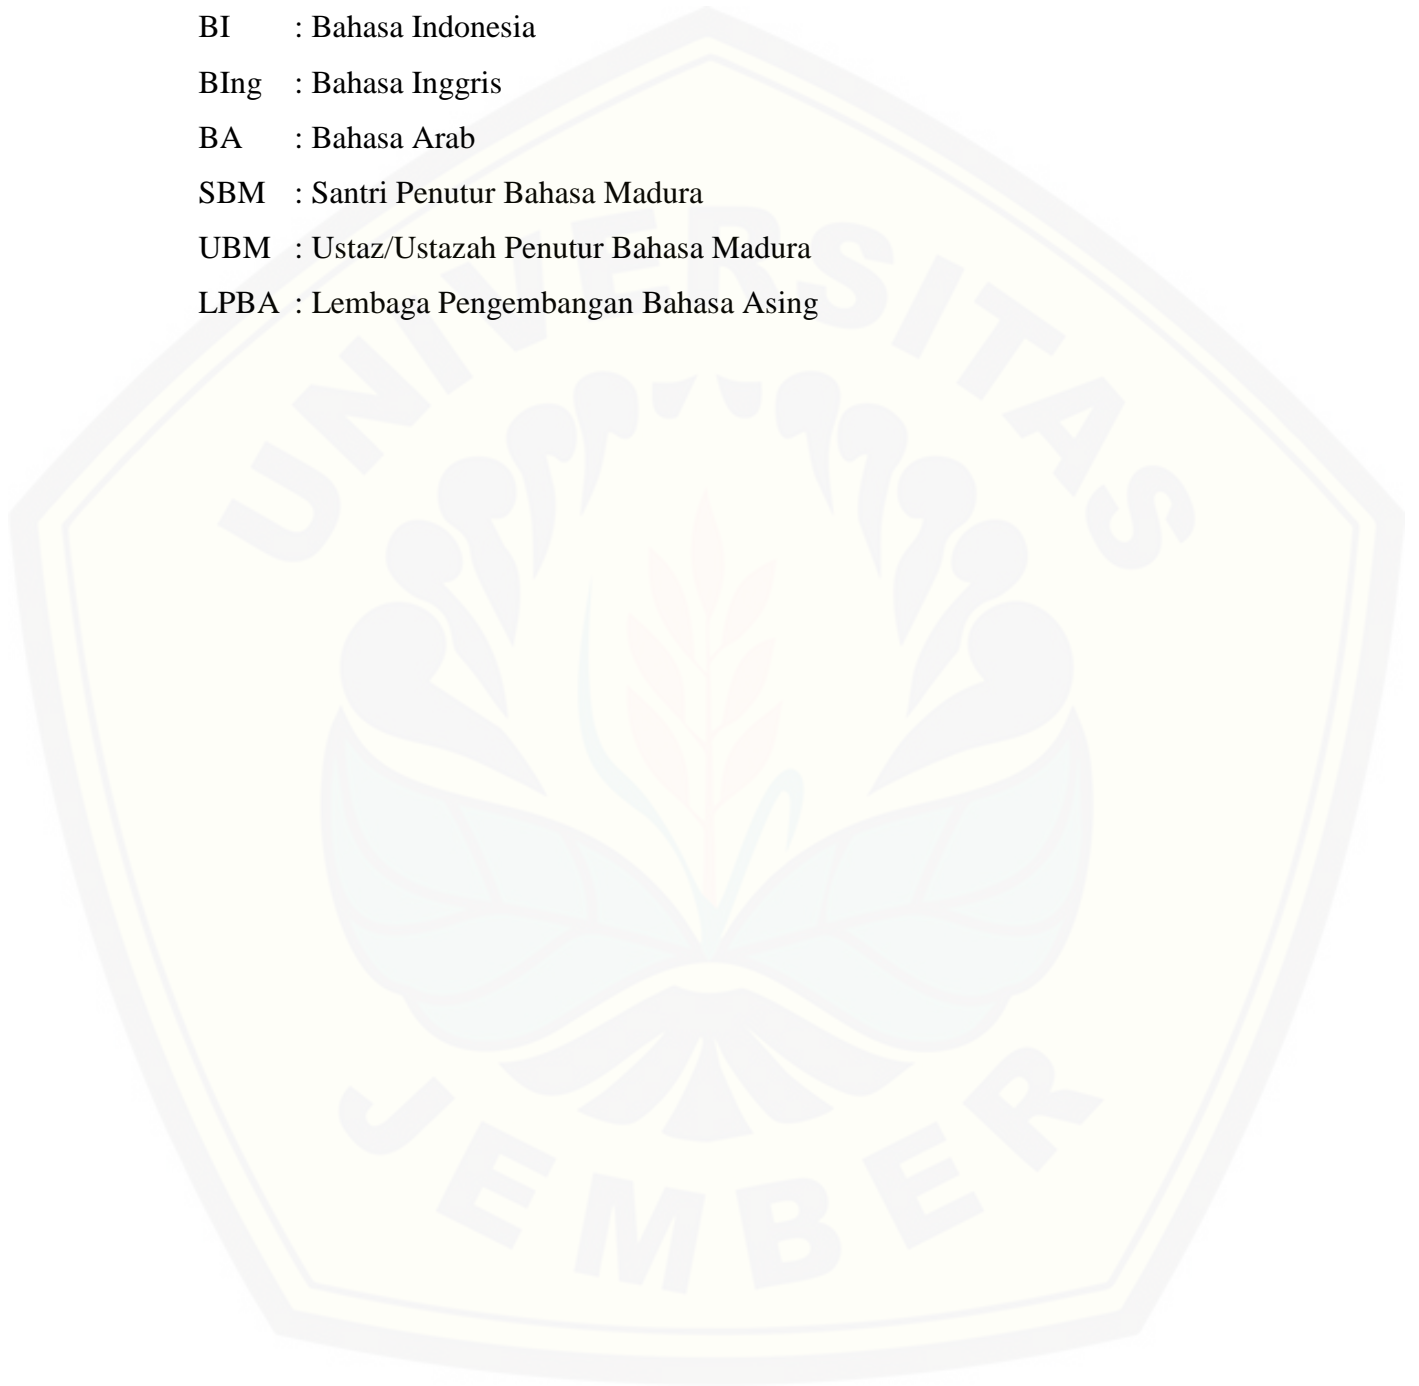 BI : Bahasa Indonesia
BIng : Bahasa Inggris
BA : Bahasa Arab
SBM : Santri Penutur Bahasa Madura
UBM : Ustaz/Ustazah Penutur Bahasa Madura
LPBA : Lembaga Pengembangan Bahasa Asing
UNIVERSITAS
JEMBER